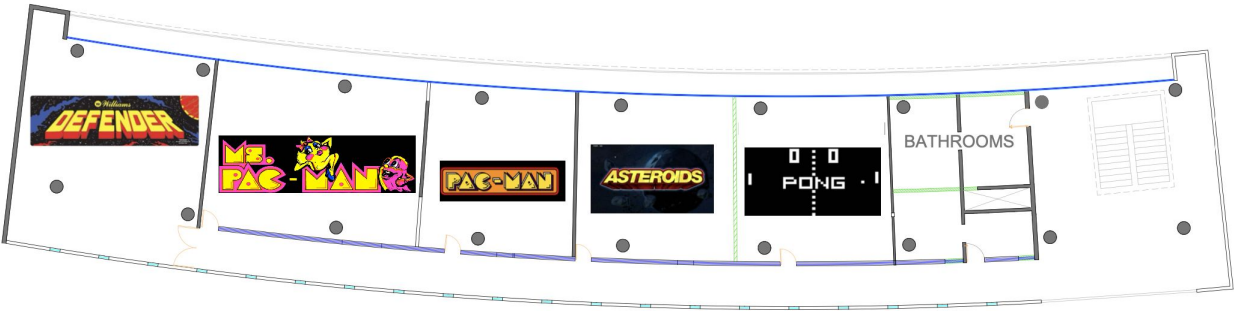 Williams
DEFENDER
MS.
PAC-MAN
PAC-MAN
ASTEROIDS
0 0
PONG
BATHROOMS